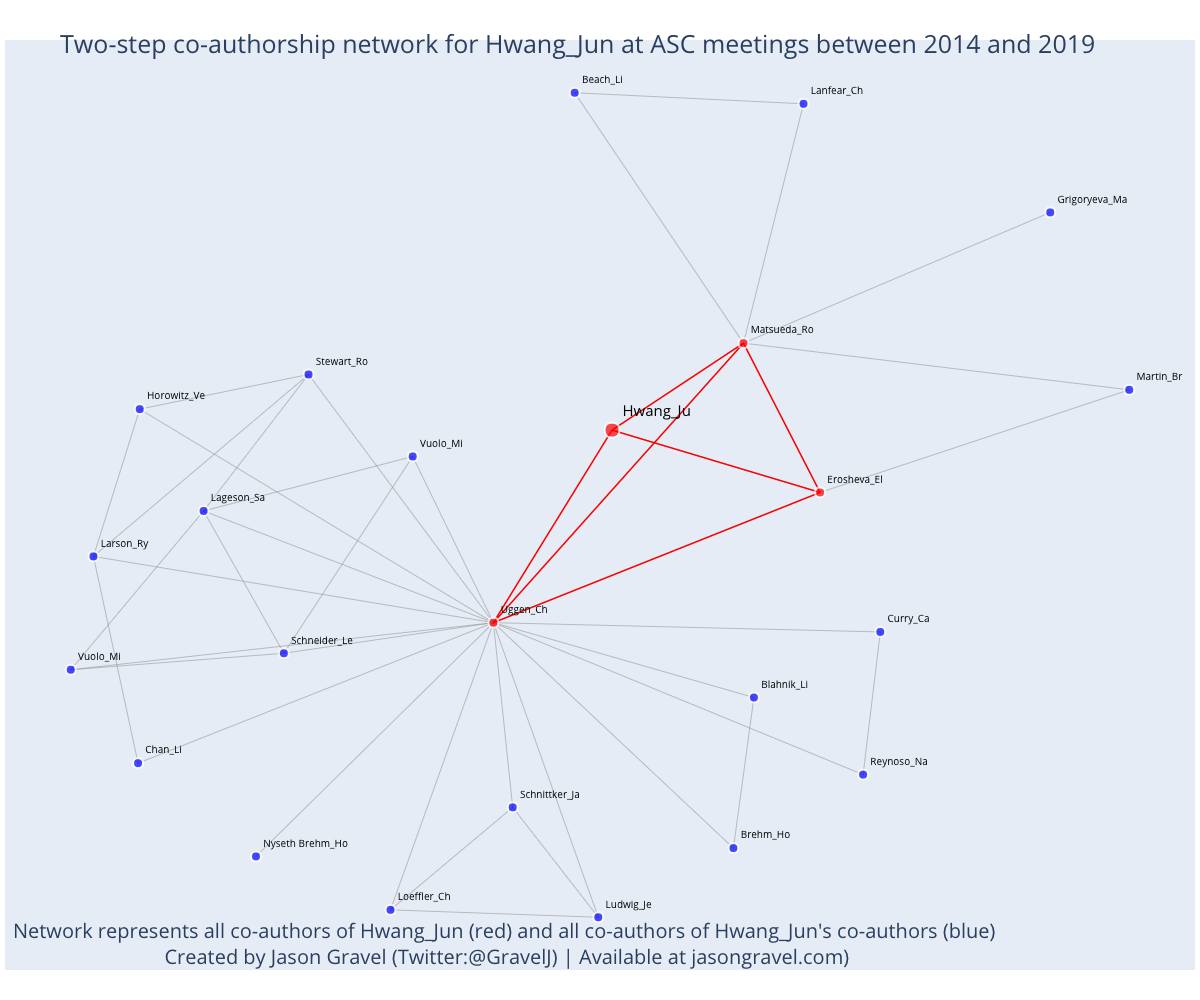 Two-step co-authorship network for Hwang_Jun at ASC meetings between 2014 and 2019
Beach_Li
Lanfear_Ch
Grigoryeva_Ma
Matsueda_Ro
Stewart_Ro
Martin_Br
Horowitz_Ve
Hwang_Ju
Vuolo_Mi
Erosheva_El
Lageson_Sa
Larson_Ry
Uggen_Ch
Curry_Ca
Schneider_Le
Vuolo_Mi
Blahnik_Li
Chan_Li
Reynoso_Na
Schnittker_Ja
Brehm_Ho
Nyseth Brehm_Ho
Loeffler_Ch
Ludwig_Je
Network represents all co-authors of Hwang_Jun (red) and all co-authors of Hwang_Jun's co-authors (blue)
Created by Jason Gravel (Twitter:@GravelJ) | Available at jasongravel.com)